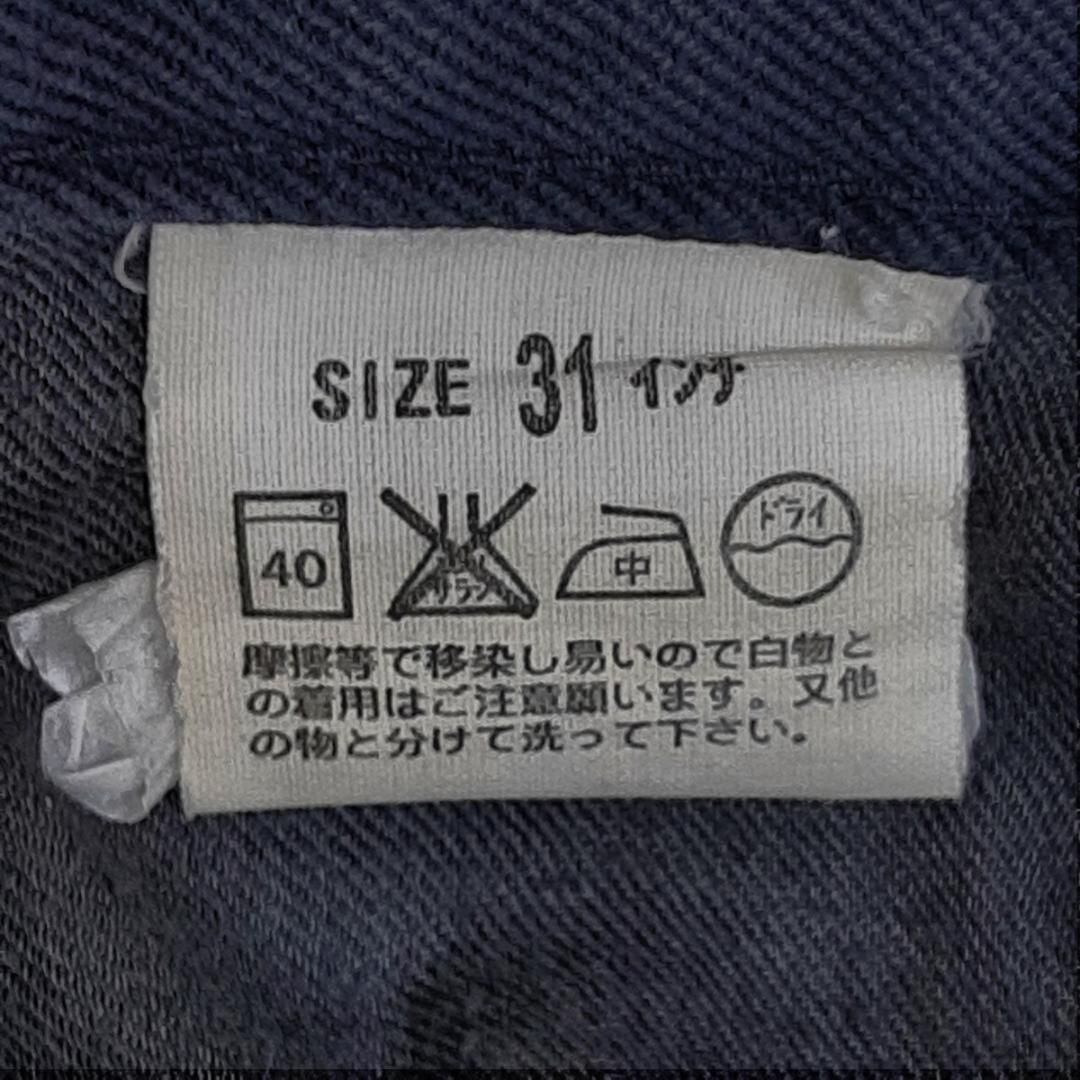 SIZE 31 インチ
40 中 ドライ
摩擦等で移染し易いので白物と
の着用はご注意願います。又他
の物と分けて洗って下さい。